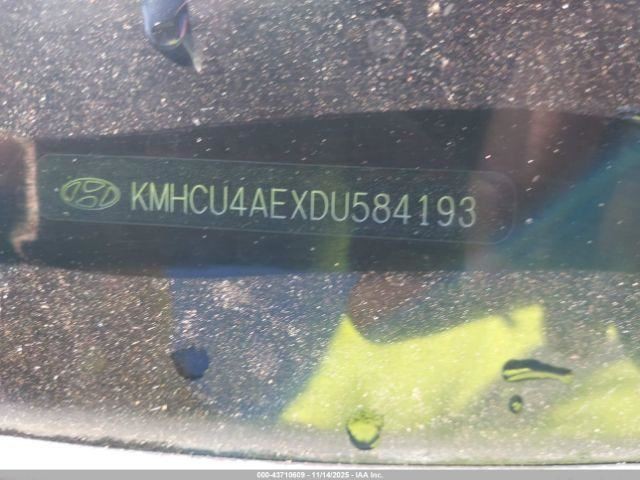 KMHCU4AEXDU584193
000-43710609 - 11/14/2025 - IAA Inc.